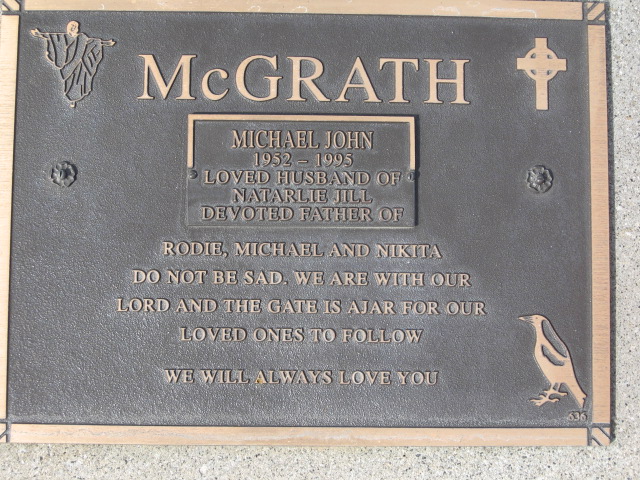 McGRATH
MICHAEL JOHN
1952 - 1995
LOVED HUSBAND OF
NATARLIE JILL
DEVOTED FATHER OF
RODIE, MICHAEL AND NIKITA
DO NOT BE SAD. WE ARE WITH OUR
LORD AND THE GATE IS AJAR FOR OUR
LOVED ONES TO FOLLOW
WE WILL ALWAYS LOVE YOU
636